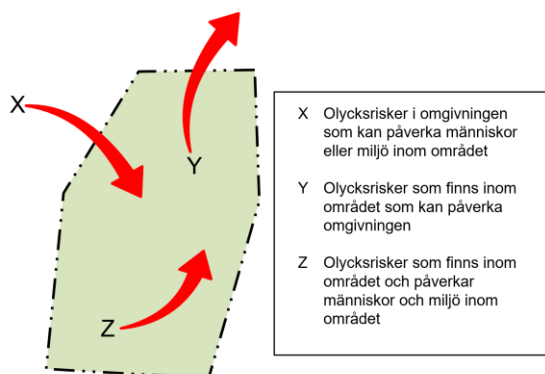 X
Y
Z
X Olycksrisker i omgivningen
som kan påverka människor
eller miljö inom området
Y Olycksrisker som finns inom
området som kan påverka
omgivningen
Z Olycksrisker som finns inom
området och påverkar
människor och miljö inom
området